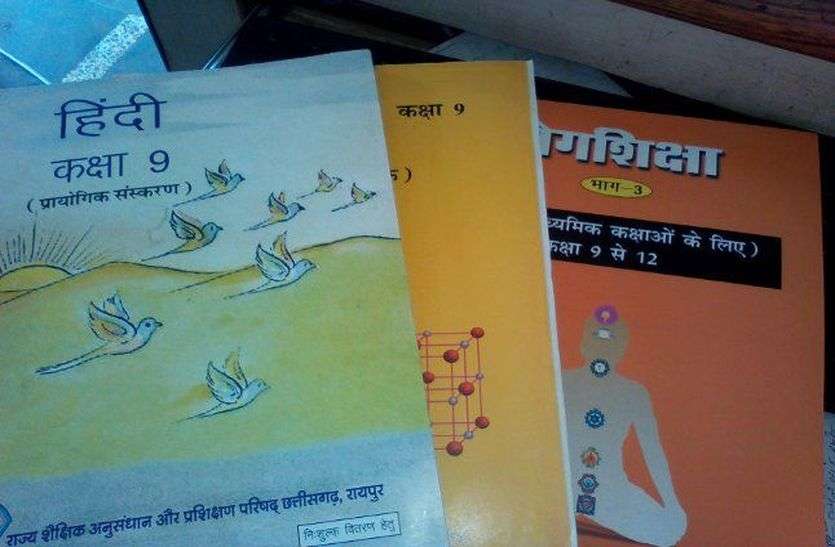 हिंदी
कक्षा 9
( प्रायोगिक संस्करण )
राज्य शैक्षिक अनुसंधान और प्रशिक्षण परिषद् छत्तीसगढ़, रायपुर
निःशुल्क वितरण हेतु
कक्षा 9
)
गशिक्षा
भाग-3
ध्यमिक कक्षाओं के लिए )
कक्षा 9 से 12